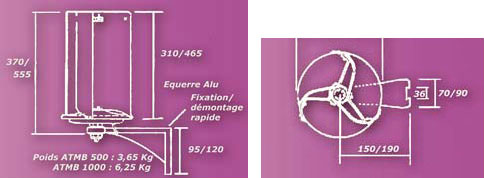 370/
555
310/465
Equerre Alu
Fixation/
démontage
rapide
95/120
Poids ATMB 500 : 3,65 Kg
ATMB 1000 : 6,25 Kg
36
70/90
150/190